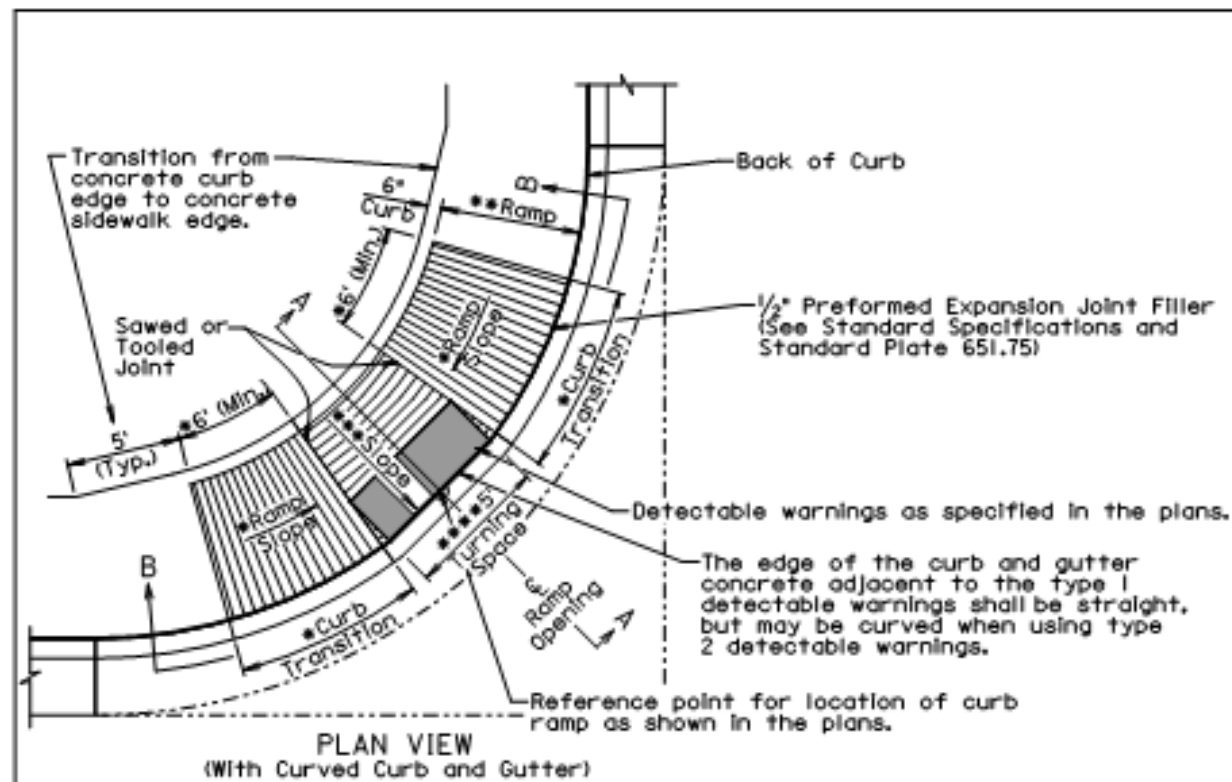 Transition from
concrete curb
edge to concrete
sidewalk edge.
6"
Curb
**Ramp
B
Back of Curb
*6' (Min.)
A
Sawed or
Tooled
Joint
*Ramp
Slope
1/2" Preformed Expansion Joint Filler
(See Standard Specifications and
Standard Plate 651.75)
*Curb
Transition
*6' (Min.)
5'
(Typ.)
***Slope
*Ramp
Slope
****5'
Turning
Space
Detectable warnings as specified in the plans.
B
℄
Ramp
Opening
A
The edge of the curb and gutter
concrete adjacent to the type 1
detectable warnings shall be straight,
but may be curved when using type
2 detectable warnings.
*Curb
Transition
Reference point for location of curb
ramp as shown in the plans.
PLAN VIEW
(With Curved Curb and Gutter)